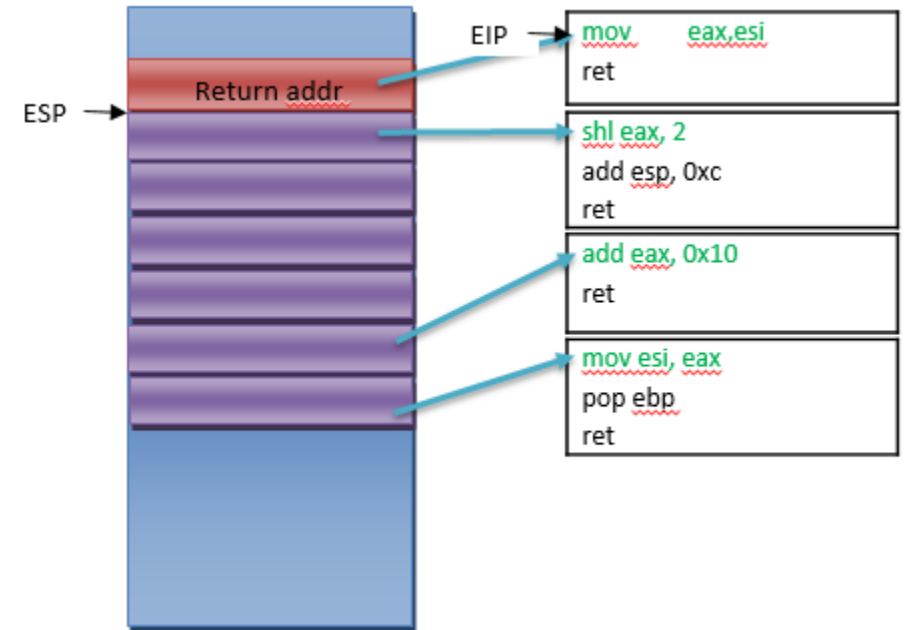 EIP
mov eax,esi
ret
Return addr
ESP
shl eax, 2
add esp, 0xc
ret
add eax, 0x10
ret
mov esi, eax
pop ebp
ret